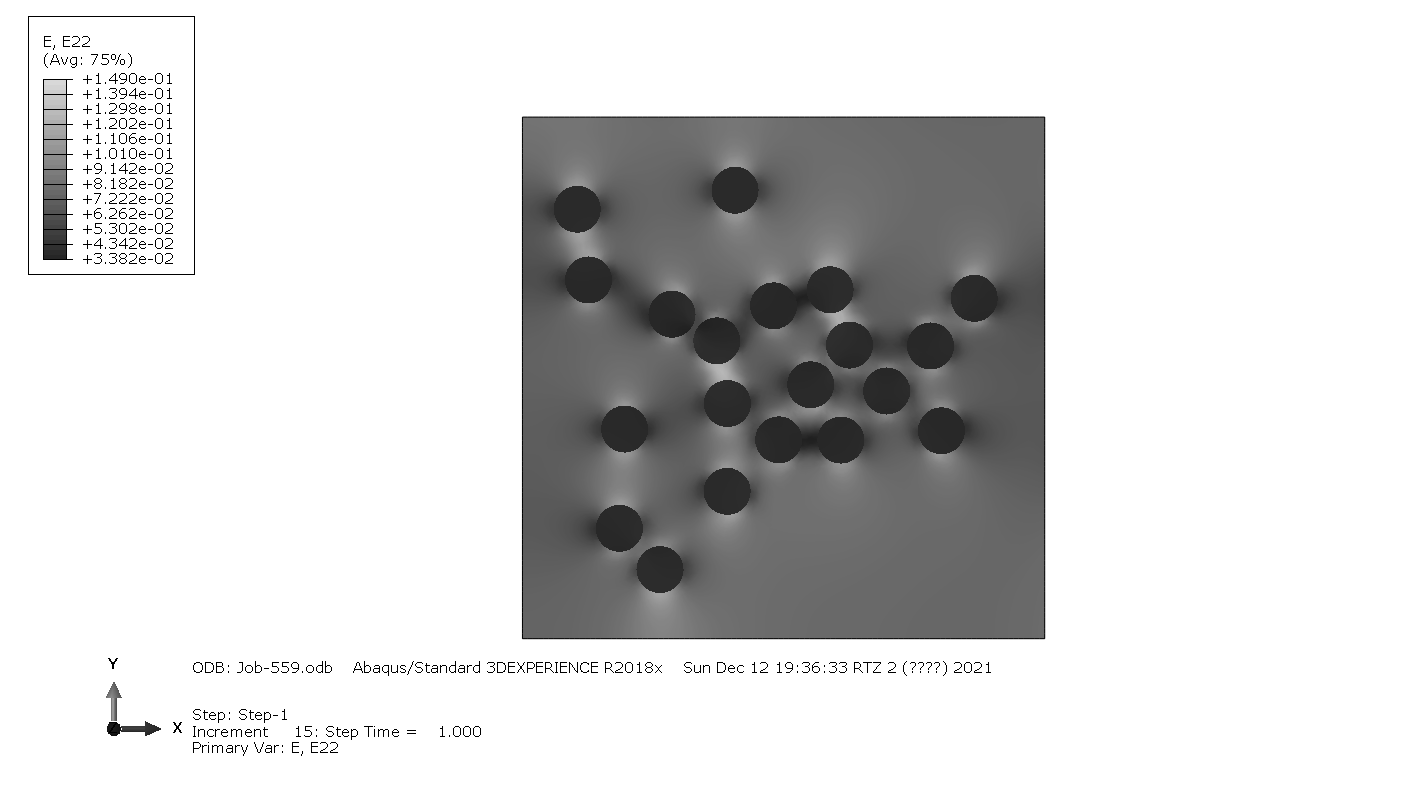 E, E22
(Avg: 75%)
+1.490e-01
+1.394e-01
+1.298e-01
+1.202e-01
+1.106e-01
+1.010e-01
+9.142e-02
+8.182e-02
+7.222e-02
+6.262e-02
+5.302e-02
+4.342e-02
+3.382e-02
Y
X
ODB: Job-559.odb Abaqus/Standard 3DEXPERIENCE R2018x Sun Dec 12 19:36:33 RTZ 2 (????) 2021
Step: Step-1
Increment 15: Step Time = 1.000
Primary Var: E, E22